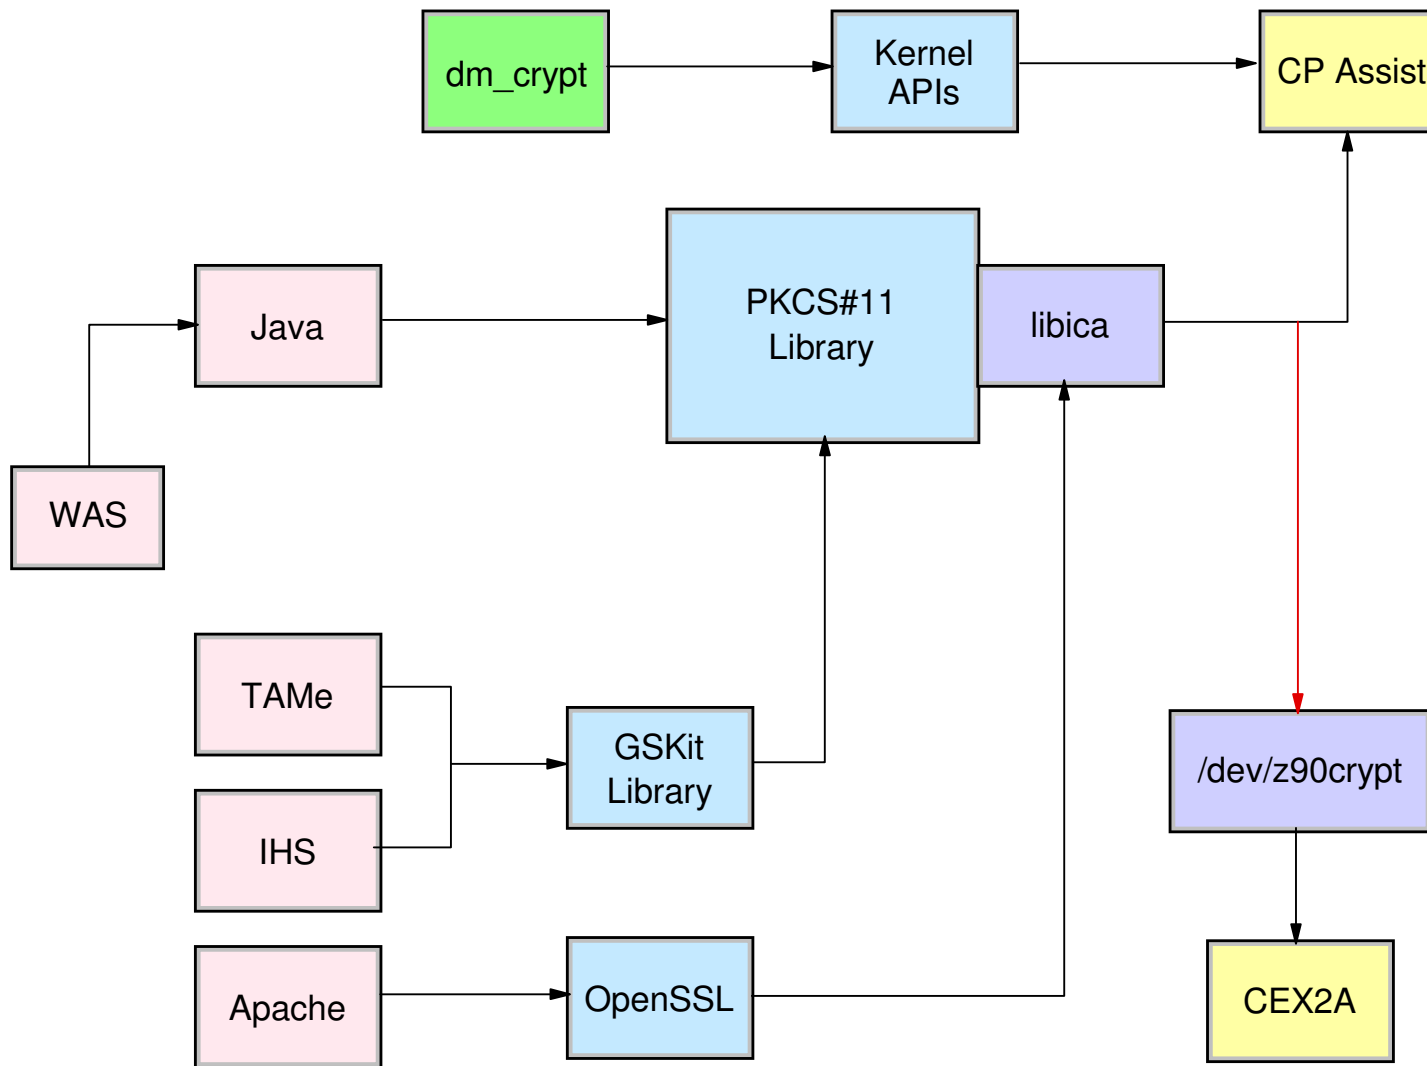 dm_crypt
Kernel
APIs
CP Assist
Java
PKCS#11
Library
libica
WAS
TAMe
GSKit
Library
/dev/z90crypt
IHS
Apache
OpenSSL
CEX2A